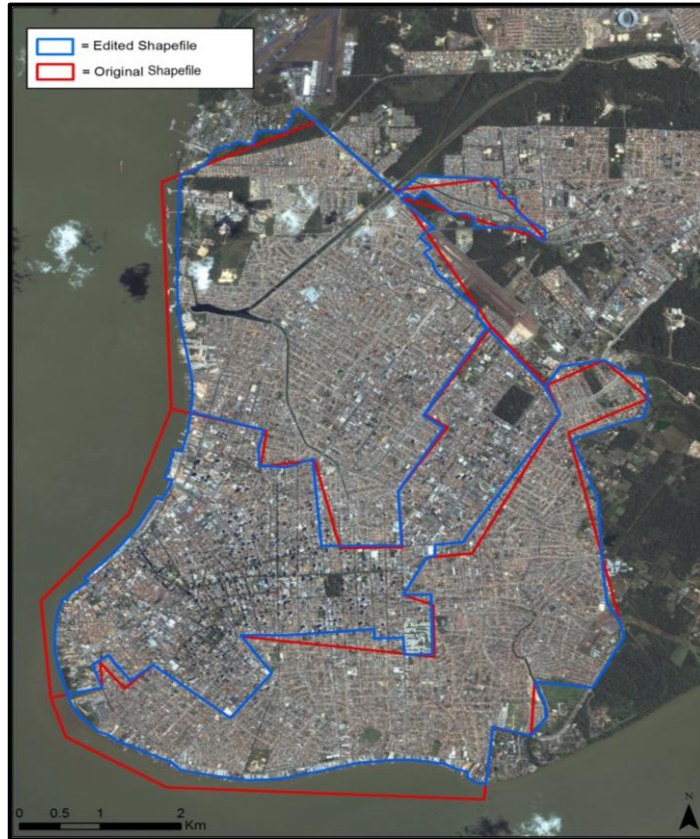 = Edited Shapefile
= Original Shapefile
N
0 0.5 1 2
Km